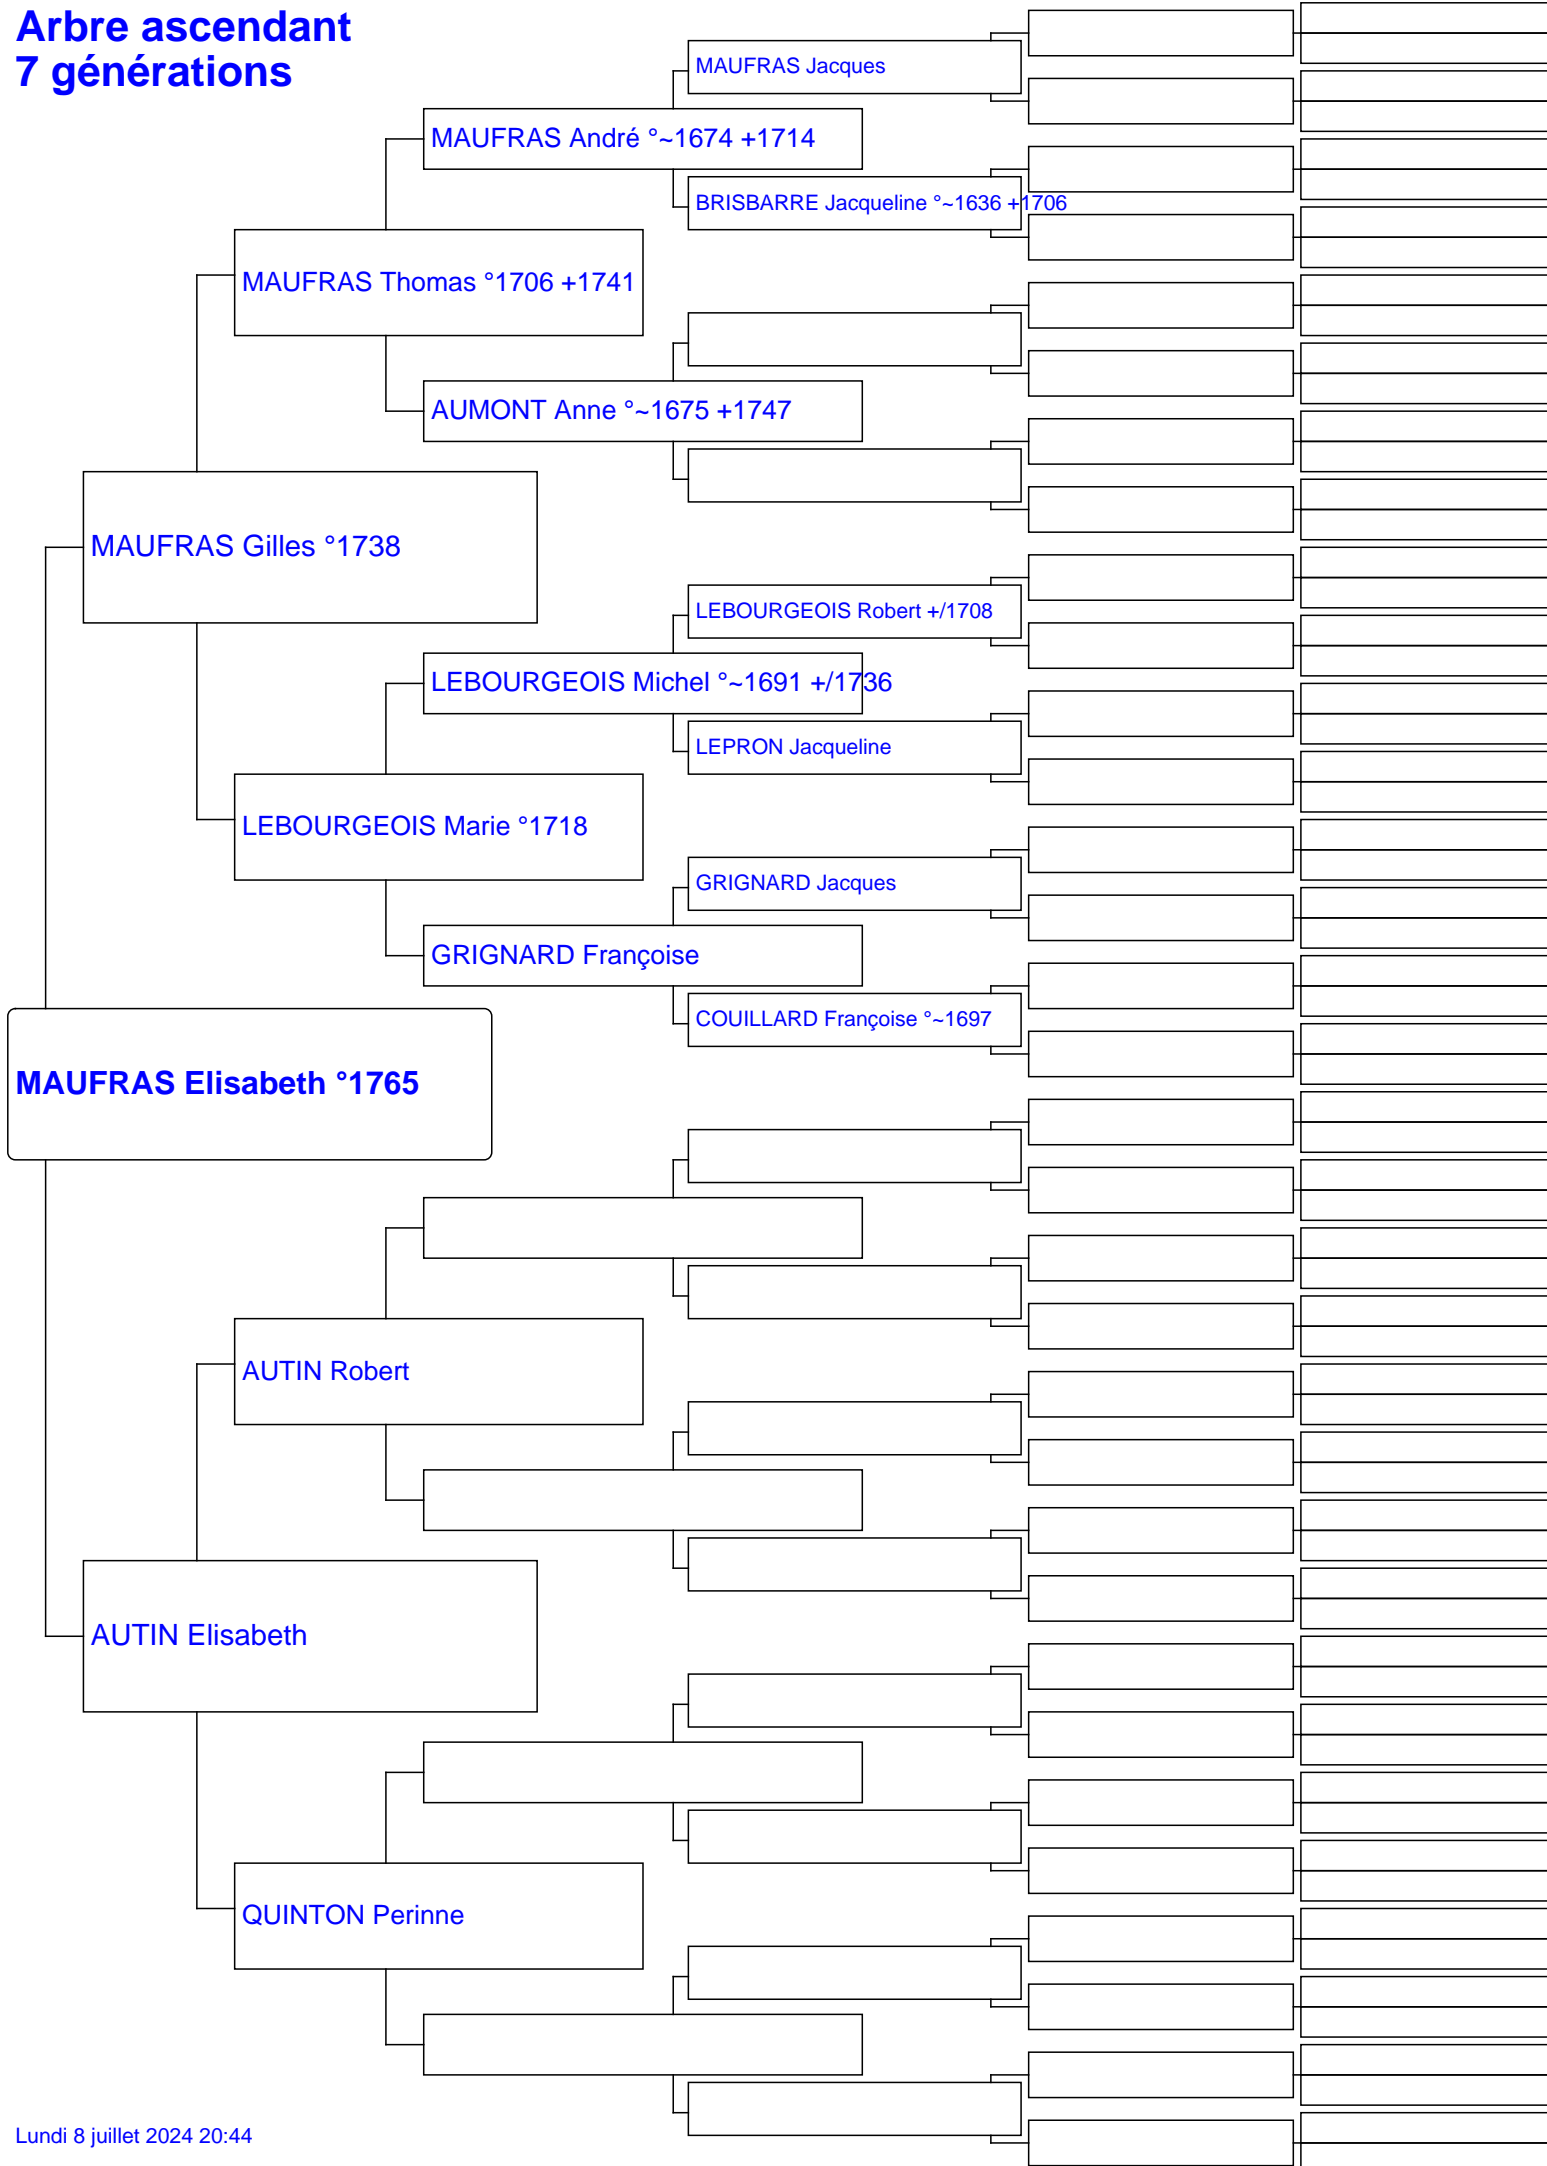 Arbre ascendant
7 générations
MAUFRAS Jacques
MAUFRAS André °~1674 +1714
BRISBARRE Jacqueline °~1636 +1706
MAUFRAS Thomas °1706 +1741
AUMONT Anne °~1675 +1747
MAUFRAS Gilles °1738
LEBOURGEOIS Robert +/1708
LEBOURGEOIS Michel °~1691 +/1736
LEPRON Jacqueline
LEBOURGEOIS Marie °1718
GRIGNARD Jacques
GRIGNARD Françoise
COUILLARD Françoise °~1697
MAUFRAS Elisabeth °1765
AUTIN Robert
AUTIN Elisabeth
QUINTON Perinne
Lundi 8 juillet 2024 20:44